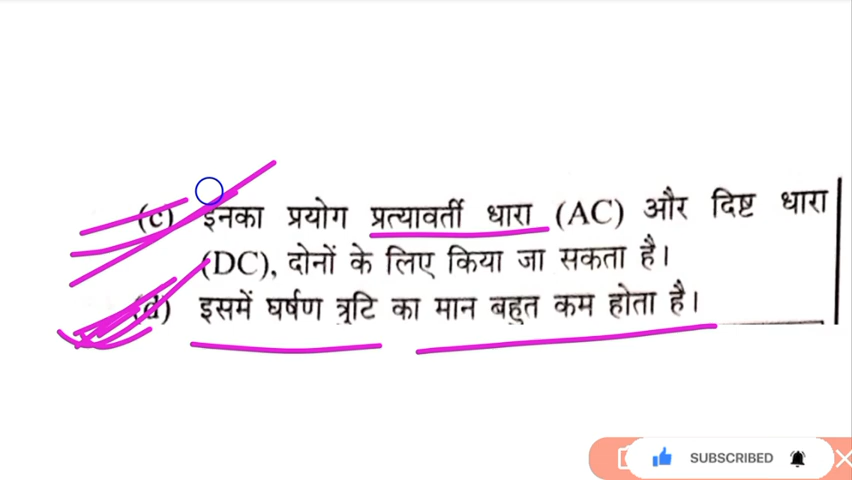 (c) इनका प्रयोग प्रत्यावर्ती धारा (AC) और दिष्ट धारा
(DC), दोनों के लिए किया जा सकता है।
(d) इसमें घर्षण त्रुटि का मान बहुत कम होता है।
SUBSCRIBED